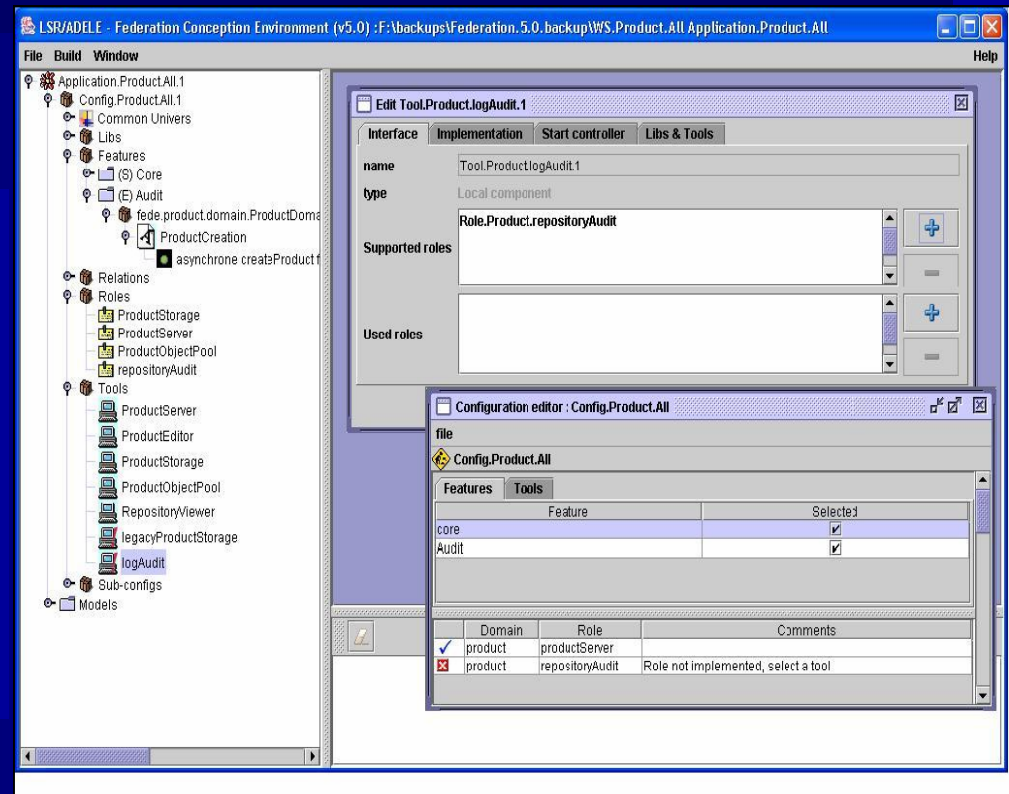 LSR/ADELE - Federation Conception Environment (v5.0) :F:\backups\Federation.5.0.backup\WS.Product.All Application.Product.All
File Build Window Help
Application.Product.All.1
Config.Product.All.1
Common Univers
Libs
Features
(S) Core
(E) Audit
fede.product.domain.ProductDoma
ProductCreation
asynchrone createProduct f
Relations
Roles
ProductStorage
ProductServer
ProductObjectPool
repositoryAudit
Tools
ProductServer
ProductEditor
ProductStorage
ProductObjectPool
RepositoryViewer
legacyProductStorage
logAudit
Sub-configs
Models
Edit Tool.Product.logAudit.1
Interface Implementation Start controller Libs & Tools
name Tool.Product.logAudit.1
type Local component
Supported roles Role.Product.repositoryAudit
Used roles
Configuration editor : Config.Product.All
file
Config.Product.All
Features Tools
Feature Selected
core
Audit
Domain Role Comments
product productServer
product repositoryAudit Role not implemented, select a tool